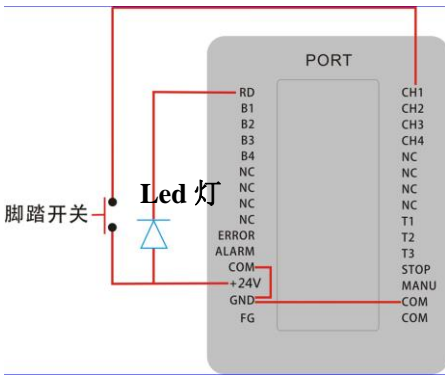 PORT
RD
B1
B2
B3
B4
NC
NC
NC
NC
ERROR
ALARM
COM
+24V
GND
FG
CH1
CH2
CH3
CH4
NC
NC
NC
NC
T1
T2
T3
STOP
MANU
COM
COM
Led 灯
脚踏开关